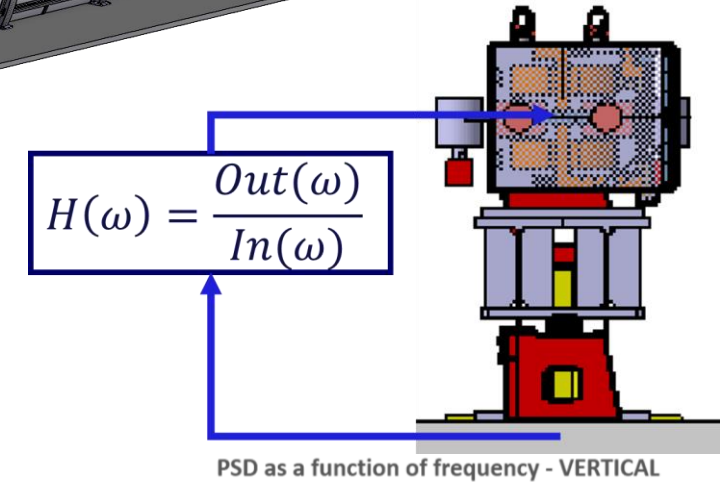 H(ω) = Out(ω) / In(ω)
PSD as a function of frequency - VERTICAL